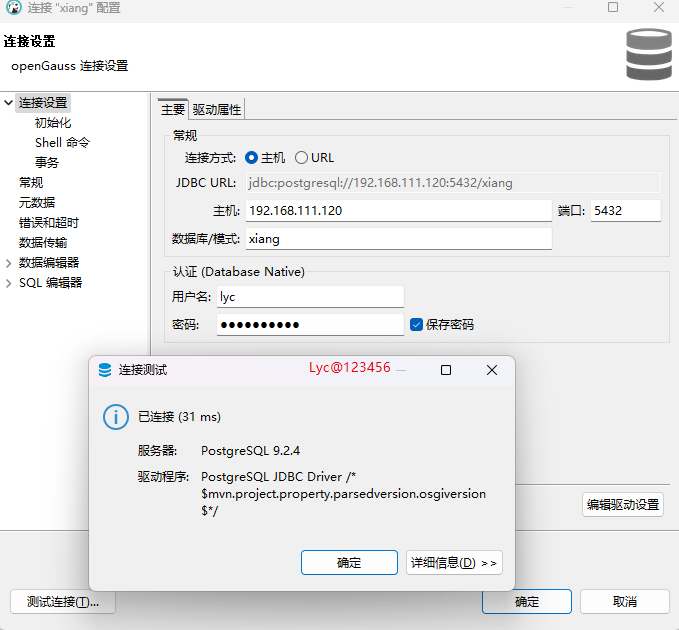 连接 "xiang" 配置
连接设置
openGauss 连接设置
连接设置
初始化
Shell 命令
事务
常规
元数据
错误和超时
数据传输
数据编辑器
SQL 编辑器
主要
驱动属性
常规
连接方式: 主机 URL
JDBC URL: jdbc:postgresql://192.168.111.120:5432/xiang
主机: 192.168.111.120 端口: 5432
数据库/模式: xiang
认证 (Database Native)
用户名: lyc
密码: ●●●●●●●●●● 保存密码
连接测试
Lyc@123456
已连接 (31 ms)
服务器: PostgreSQL 9.2.4
驱动程序: PostgreSQL JDBC Driver /*
$mvn.project.property.parsedversion.osgiversion
$*/
确定
详细信息(D) >>
编辑驱动设置
测试连接(T)...
确定
取消